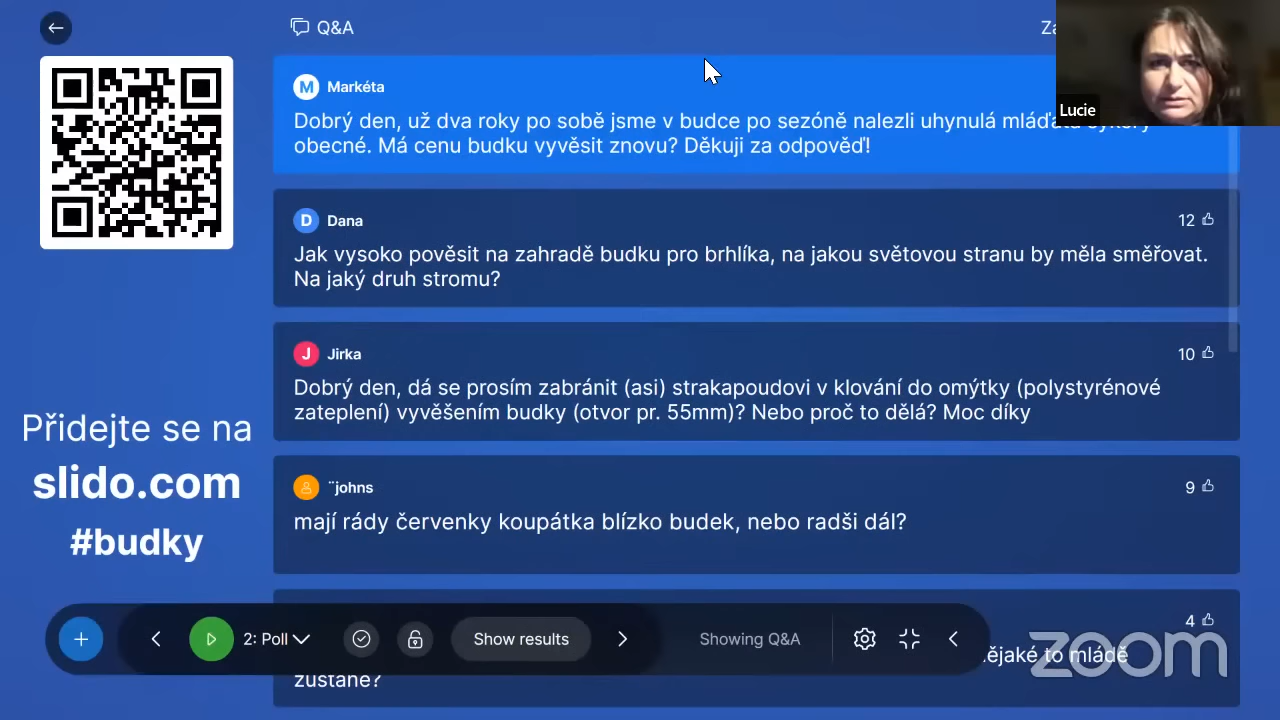 Q&A
Za
Lucie
M Markéta
Dobrý den, už dva roky po sobě jsme v budce po sezóně nalezli uhynulá
obecné. Má cenu budku vyvěsit znovu? Děkuji za odpověď!
D Dana
12
Jak vysoko pověsit na zahradě budku pro brhlíka, na jakou světovou stranu by měla směřovat.
Na jaký druh stromu?
J Jirka
10
Dobrý den, dá se prosím zabránit (asi) strakapoudovi v klování do omýtky (polystyrénové
zateplení) vyvěšením budky (otvor pr. 55mm)? Nebo proč to dělá? Moc díky
¨johns
9
mají rády červenky koupátka blízko budek, nebo radši dál?
4
ějaké to mládě
zůstane?
Přidejte se na
slido.com
#budky
2: Poll
Show results
Showing Q&A
zoom